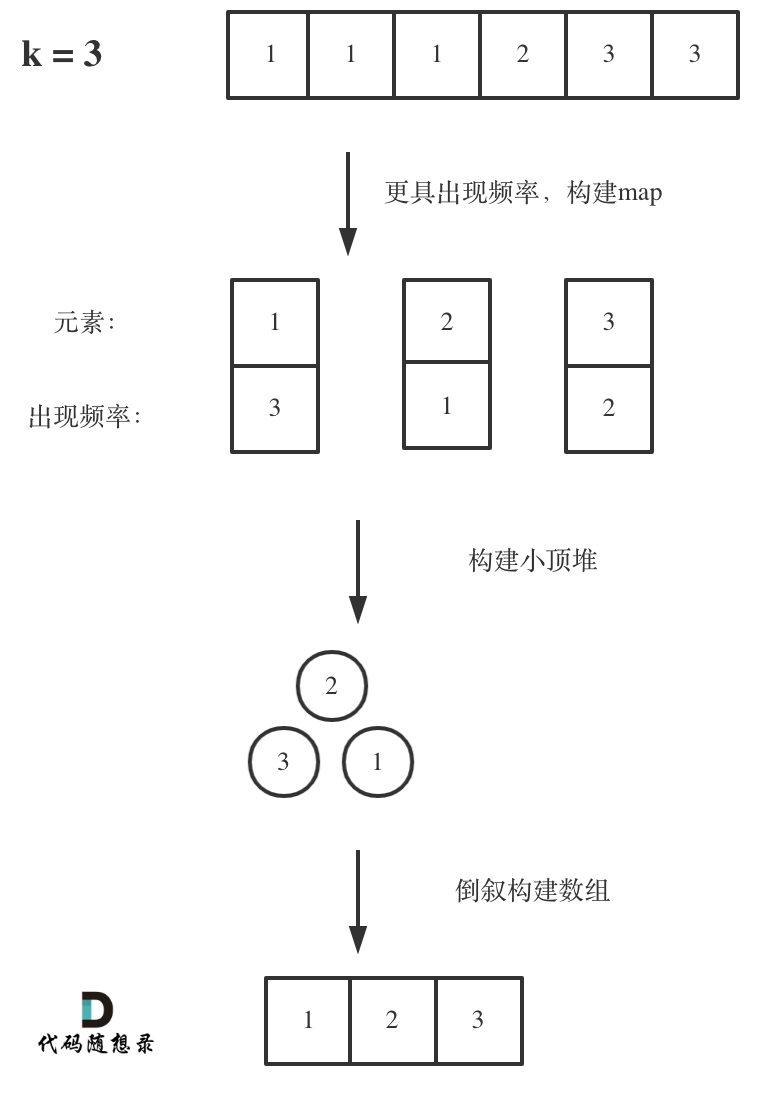 k = 3
1 1 1 2 3 3
更具出现频率，构建map
元素： 1 2 3
出现频率： 3 1 2
构建小顶堆
2
3 1
倒叙构建数组
1 2 3
D
代码随想录